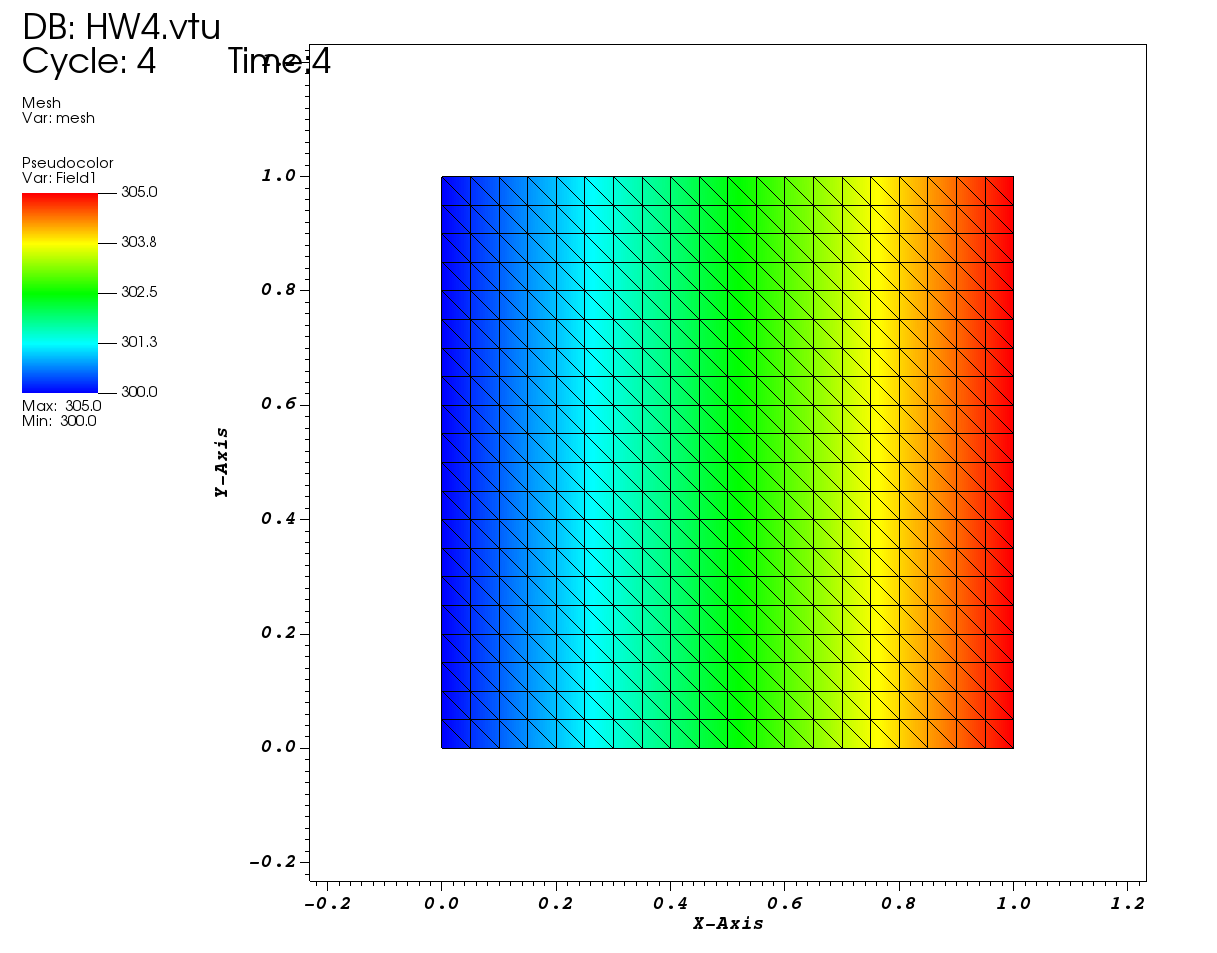 DB: HW4.vtu
Cycle: 4 Time:4
Mesh
Var: mesh
Pseudocolor
Var: Field1
305.0
303.8
302.5
301.3
300.0
Max: 305.0
Min: 300.0
Y-Axis
1.2
1.0
0.8
0.6
0.4
0.2
0.0
-0.2
-0.2 0.0 0.2 0.4 0.6 0.8 1.0 1.2
X-Axis